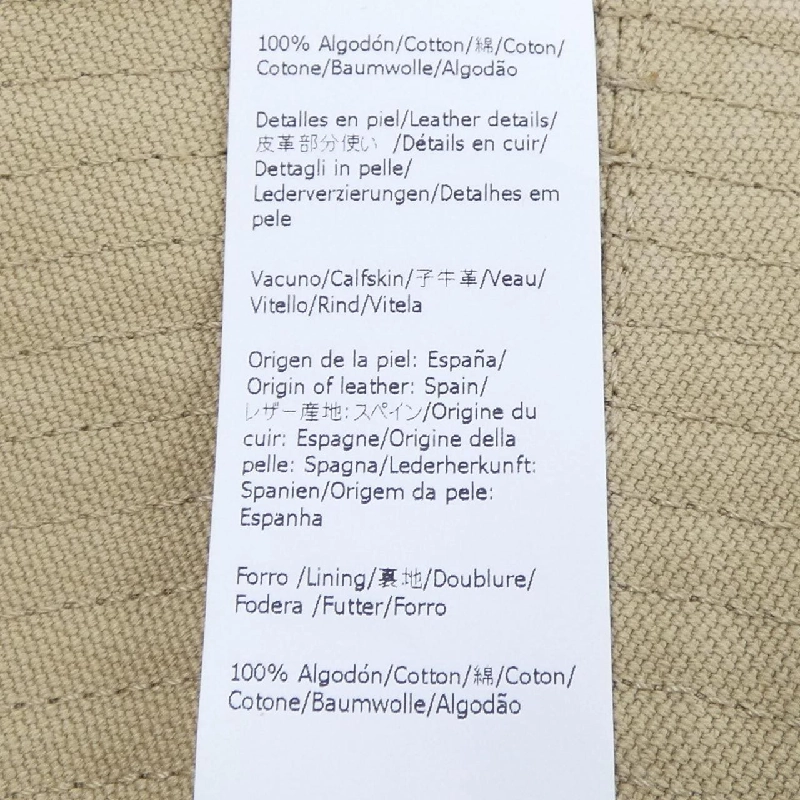 100% Algodón/Cotton/綿/Coton/
Cotone/Baumwolle/Algodão
Detalles en piel/Leather details/
皮革部分使い /Détails en cuir/
Dettagli in pelle/
Lederverzierungen/Detalhes em
pele
Vacuno/Calfskin/子牛革/Veau/
Vitello/Rind/Vitela
Origen de la piel: España/
Origin of leather: Spain/
レザー産地:スペイン/Origine du
cuir: Espagne/Origine della
pelle: Spagna/Lederherkunft:
Spanien/Origem da pele:
Espanha
Forro /Lining/裏地/Doublure/
Fodera /Futter/Forro
100% Algodón/Cotton/綿/Coton/
Cotone/Baumwolle/Algodão